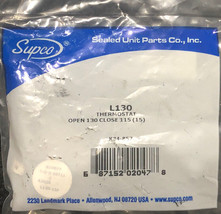 Supco
Sealed Unit Parts Co., Inc.
L130
THERMOSTAT
OPEN 130 CLOSE 115 (15)
6 87152 02047 8
2230 Landmark Place • Allenwood, NJ 08720 USA • www.supco.com